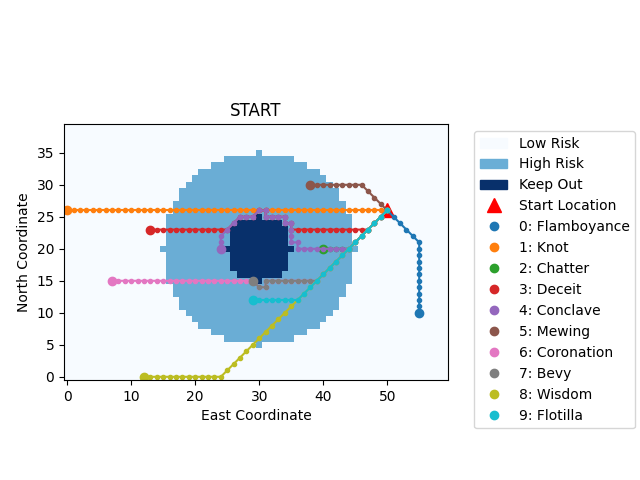 START
North Coordinate
35
30
25
20
15
10
5
0
0 10 20 30 40 50
East Coordinate
Low Risk
High Risk
Keep Out
Start Location
0: Flamboyance
1: Knot
2: Chatter
3: Deceit
4: Conclave
5: Mewing
6: Coronation
7: Bevy
8: Wisdom
9: Flotilla